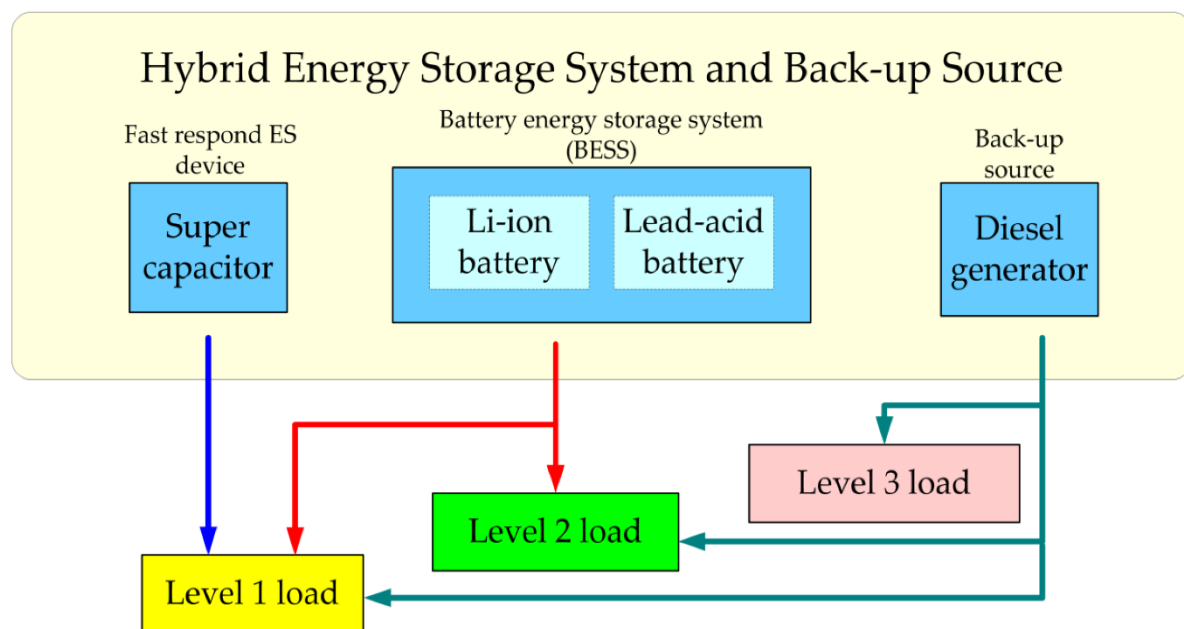 Hybrid Energy Storage System and Back-up Source
Fast respond ES
device
Super
capacitor
Battery energy storage system
(BESS)
Li-ion
battery
Lead-acid
battery
Back-up
source
Diesel
generator
Level 3 load
Level 2 load
Level 1 load